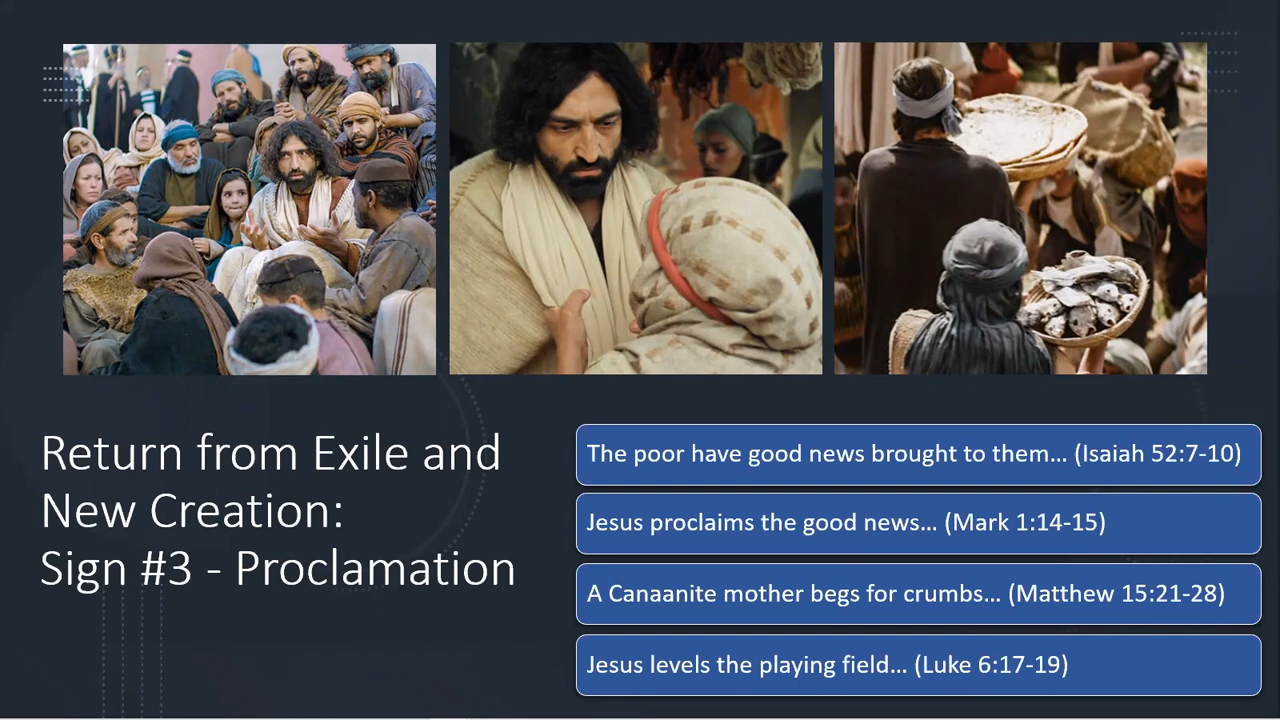 Return from Exile and
New Creation:
Sign #3 - Proclamation
The poor have good news brought to them... (Isaiah 52:7-10)
Jesus proclaims the good news... (Mark 1:14-15)
A Canaanite mother begs for crumbs... (Matthew 15:21-28)
Jesus levels the playing field... (Luke 6:17-19)